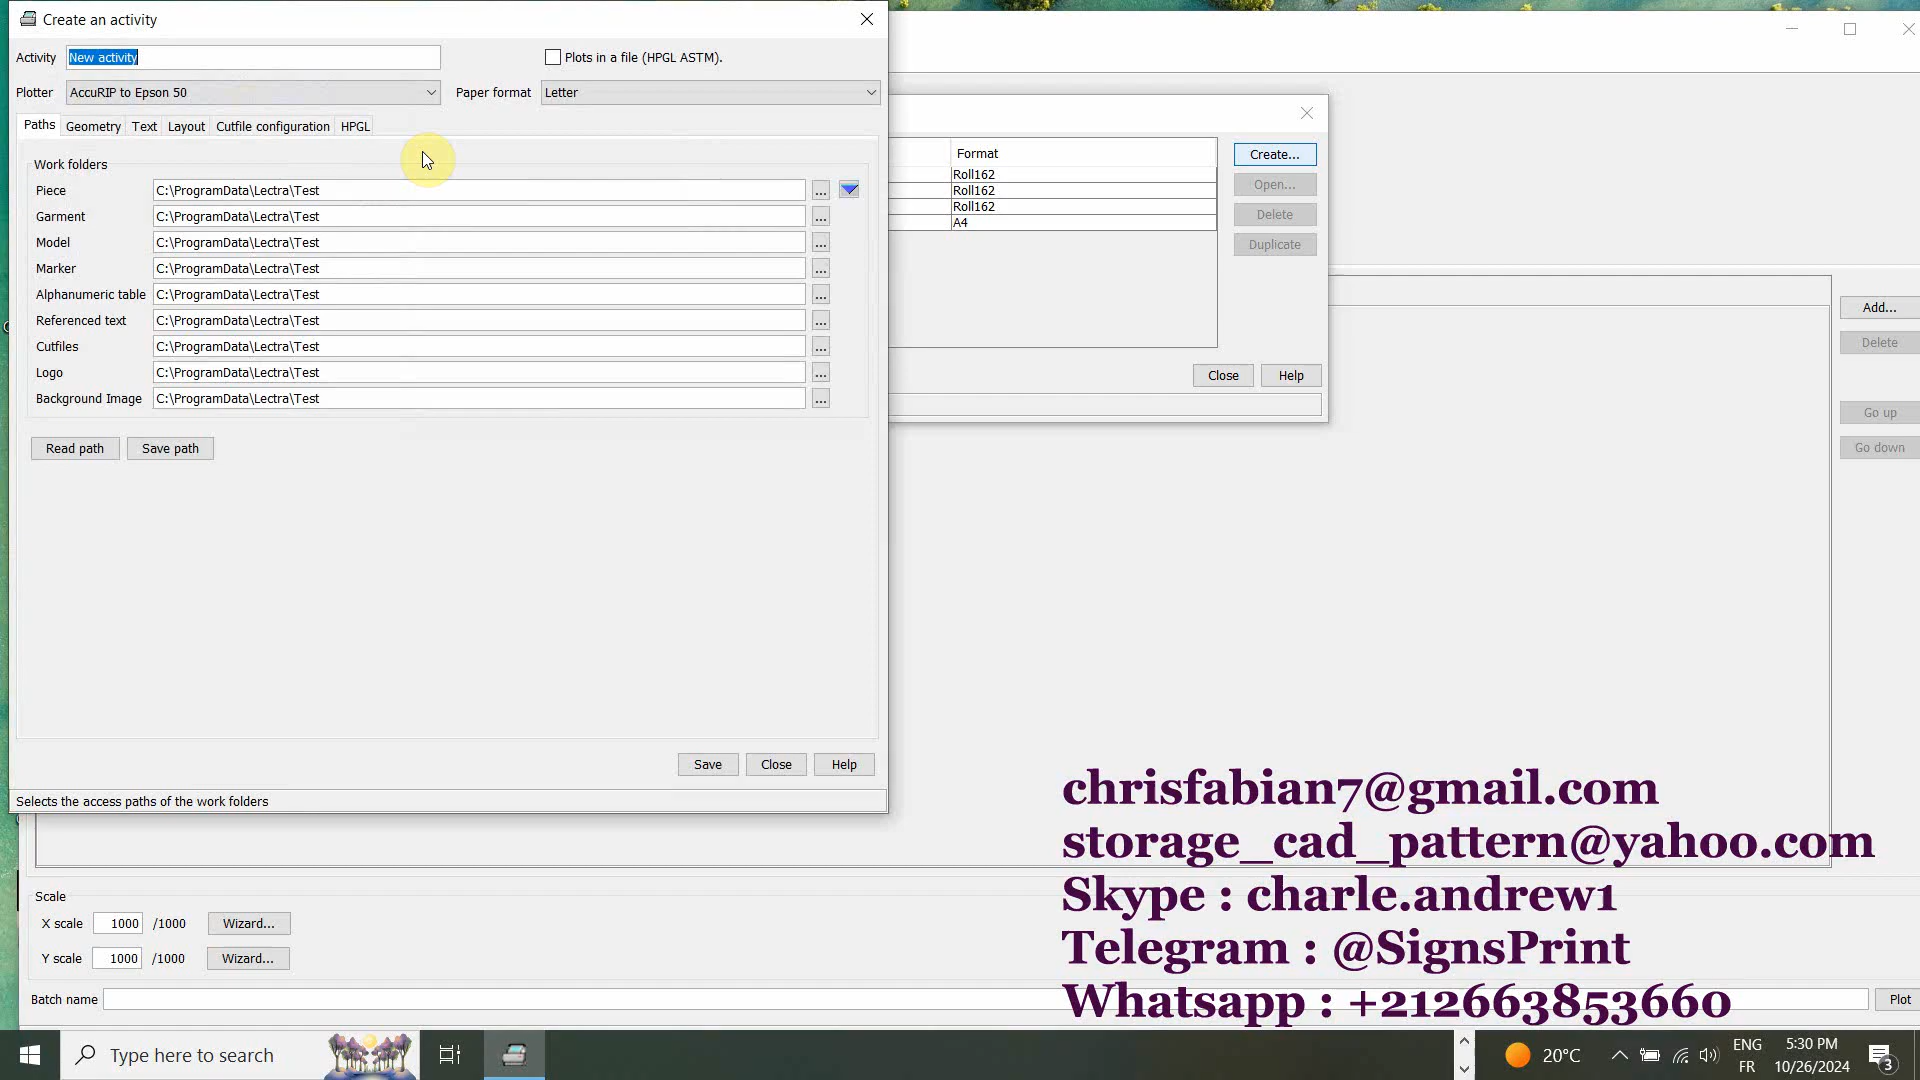 Create an activity
Activity New activity
Plots in a file (HPGL ASTM).
Plotter AccuRIP to Epson 50 Paper format Letter
Paths Geometry Text Layout Cutfile configuration HPGL
Work folders
Piece C:\ProgramData\Lectra\Test ...
Garment C:\ProgramData\Lectra\Test ...
Model C:\ProgramData\Lectra\Test ...
Marker C:\ProgramData\Lectra\Test ...
Alphanumeric table C:\ProgramData\Lectra\Test ...
Referenced text C:\ProgramData\Lectra\Test ...
Cutfiles C:\ProgramData\Lectra\Test ...
Logo C:\ProgramData\Lectra\Test ...
Background Image C:\ProgramData\Lectra\Test ...
Read path Save path
Save Close Help
Selects the access paths of the work folders
Format
Roll162
Roll162
Roll162
A4
Create...
Open...
Delete
Duplicate
Close Help
Add...
Delete
Go up
Go down
Scale
X scale 1000 /1000 Wizard...
Y scale 1000 /1000 Wizard...
Batch name
Plot
chrisfabian7@gmail.com
storage_cad_pattern@yahoo.com
Skype : charle.andrew1
Telegram : @SignsPrint
Whatsapp : +212663853660
Type here to search
20°C
ENG
FR
5:30 PM
10/26/2024
3